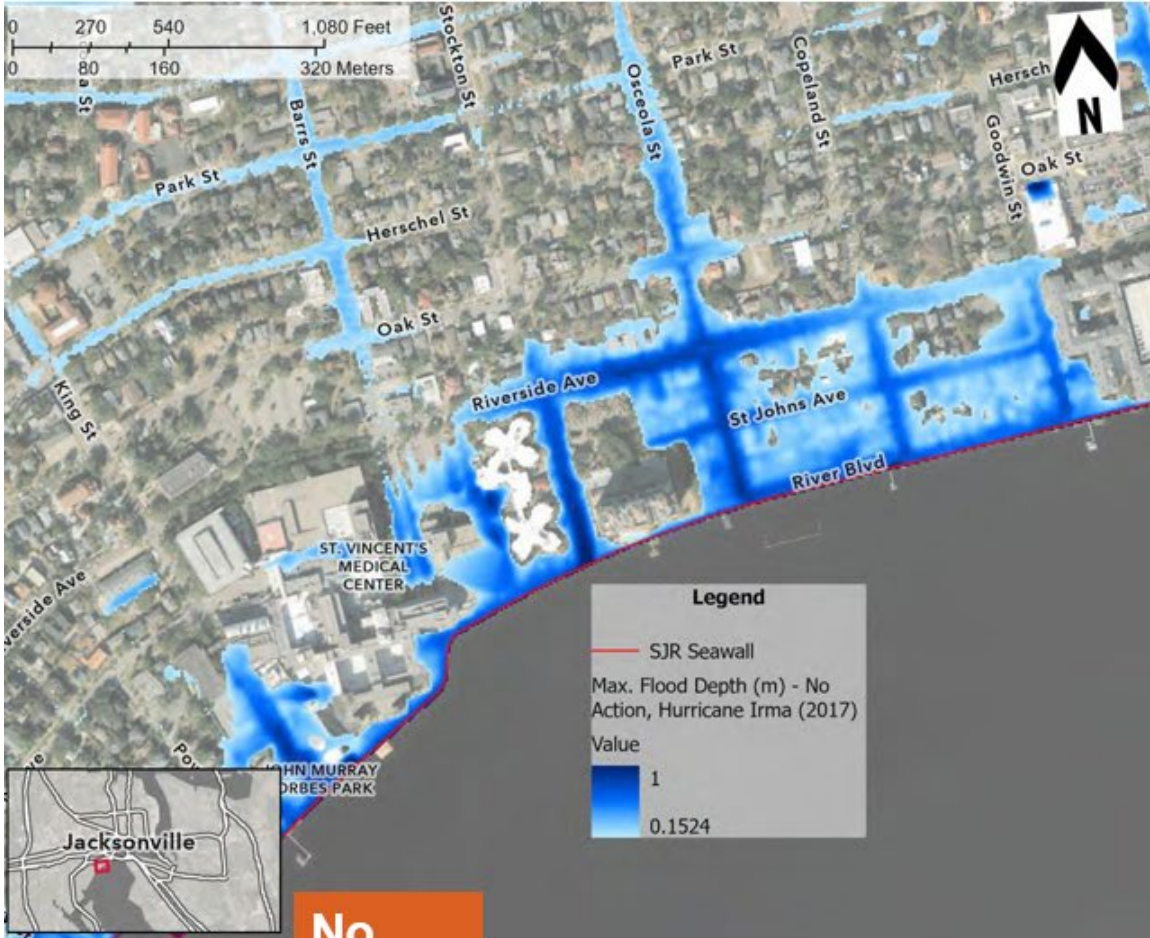 0 270 540 1,080 Feet
0 80 160 320 Meters
Stockton St
Park St
Copeland St
Hersch
N
Osceola St
Barrs St
Goodwin St
Oak St
Park St
Herschel St
Oak St
King St
Riverside Ave
St Johns Ave
River Blvd
ST. VINCENT'S
MEDICAL
CENTER
verside Ave
Legend
SJR Seawall
Max. Flood Depth (m) - No
Action, Hurricane Irma (2017)
Value
1
0.1524
OHN MURRAY
ORBES PARK
Jacksonville
No